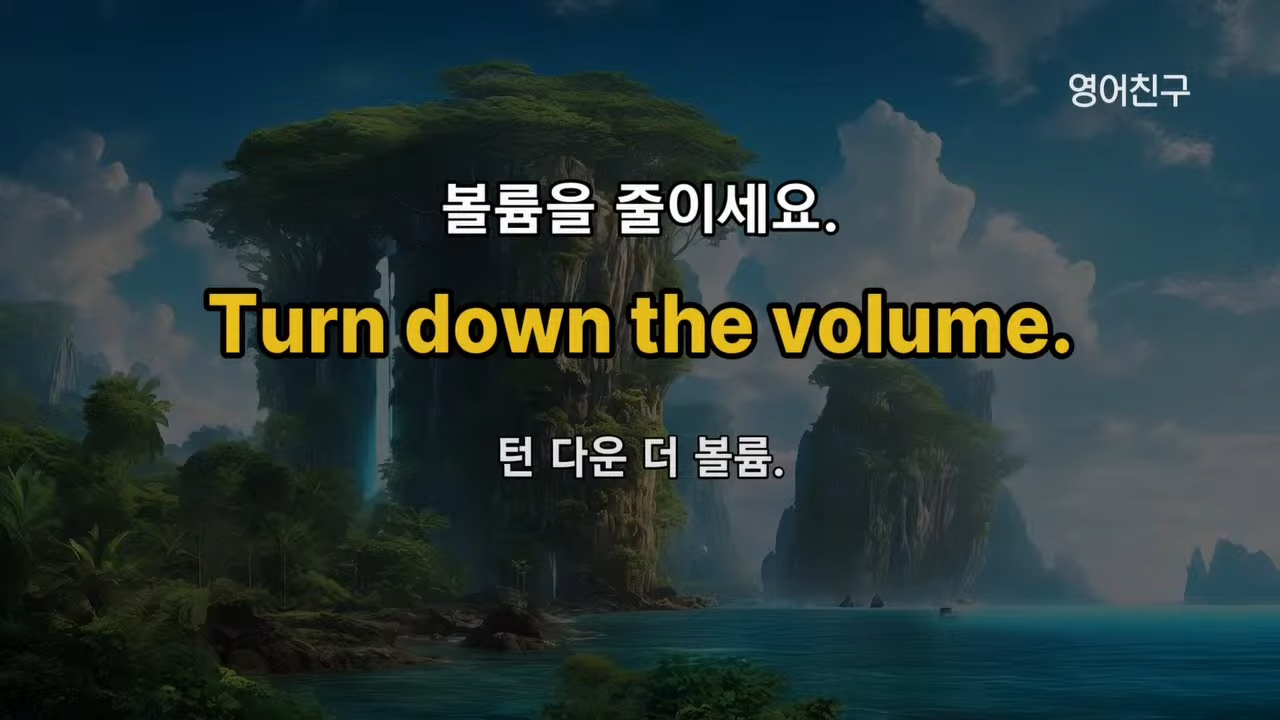 영어친구
볼륨을 줄이세요.
Turn down the volume.
턴 다운 더 볼륨.